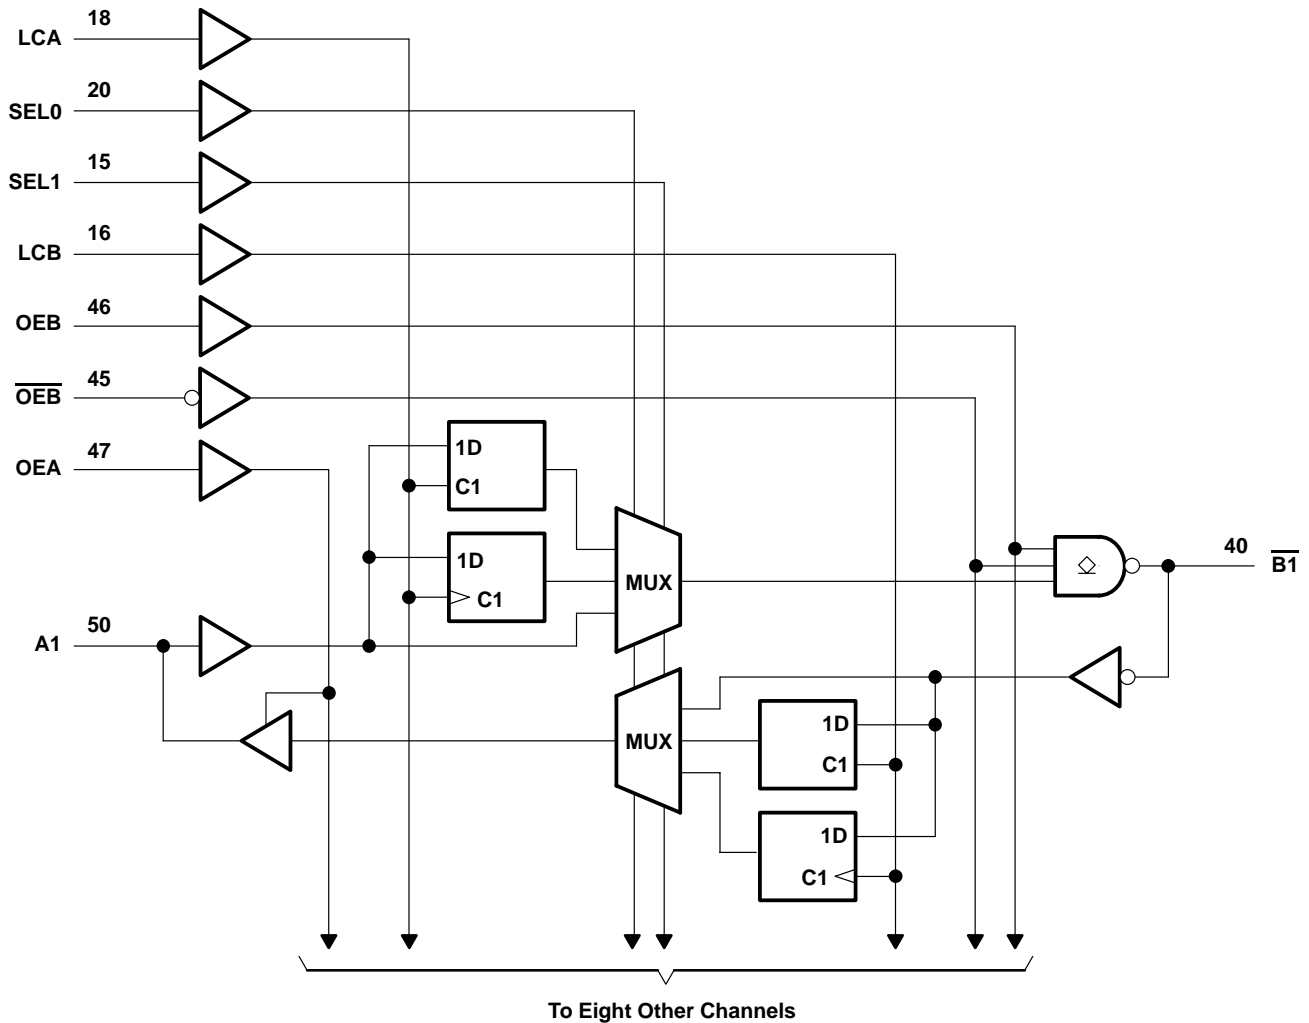 18
LCA
20
SEL0
15
SEL1
16
LCB
46
OEB
45
OEB
47
OEA
1D
C1
1D
C1
MUX
40
B1
50
A1
MUX
1D
C1
1D
C1
To Eight Other Channels